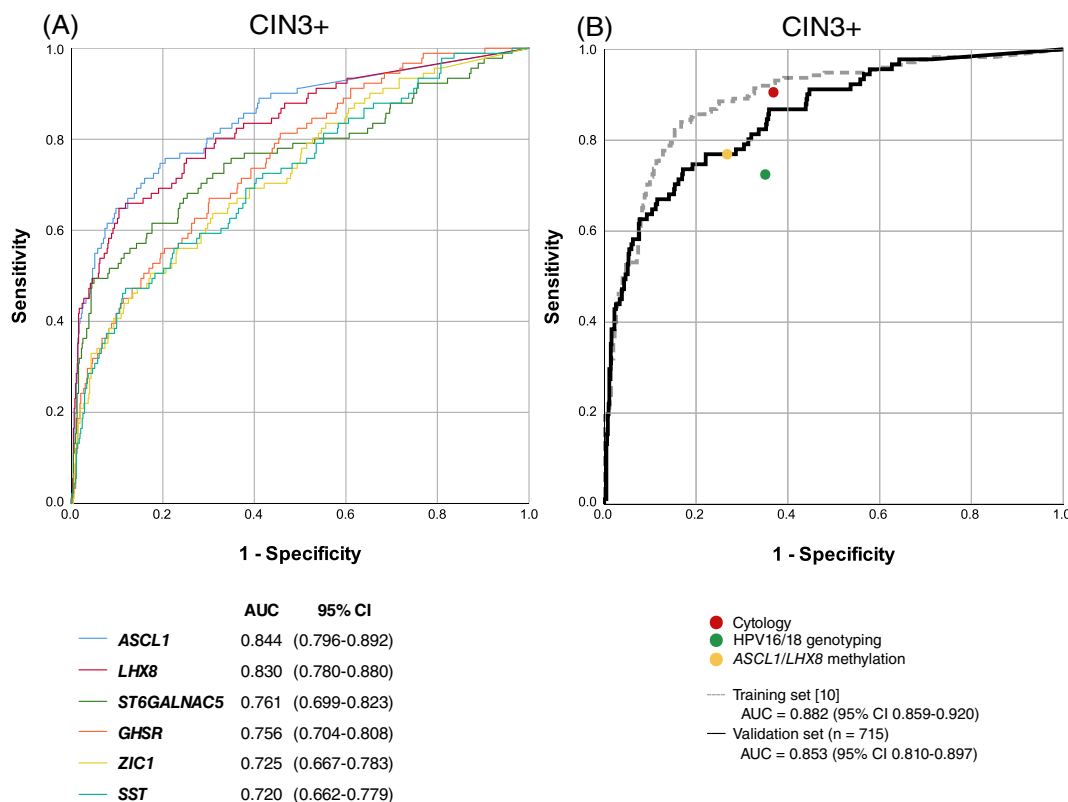 (A)
CIN3+
1.0
0.8
0.6
0.4
0.2
0.0
Sensitivity
0.0
0.2
0.4
0.6
0.8
1.0
1 - Specificity
AUC 95% CI
ASCL1 0.844 (0.796-0.892)
LHX8 0.830 (0.780-0.880)
ST6GALNAC5 0.761 (0.699-0.823)
GHSR 0.756 (0.704-0.808)
ZIC1 0.725 (0.667-0.783)
SST 0.720 (0.662-0.779)
(B)
CIN3+
1.0
0.8
0.6
0.4
0.2
0.0
Sensitivity
0.0
0.2
0.4
0.6
0.8
1.0
1 - Specificity
Cytology
HPV16/18 genotyping
ASCL1/LHX8 methylation
Training set [10]
AUC = 0.882 (95% CI 0.859-0.920)
Validation set (n = 715)
AUC = 0.853 (95% CI 0.810-0.897)